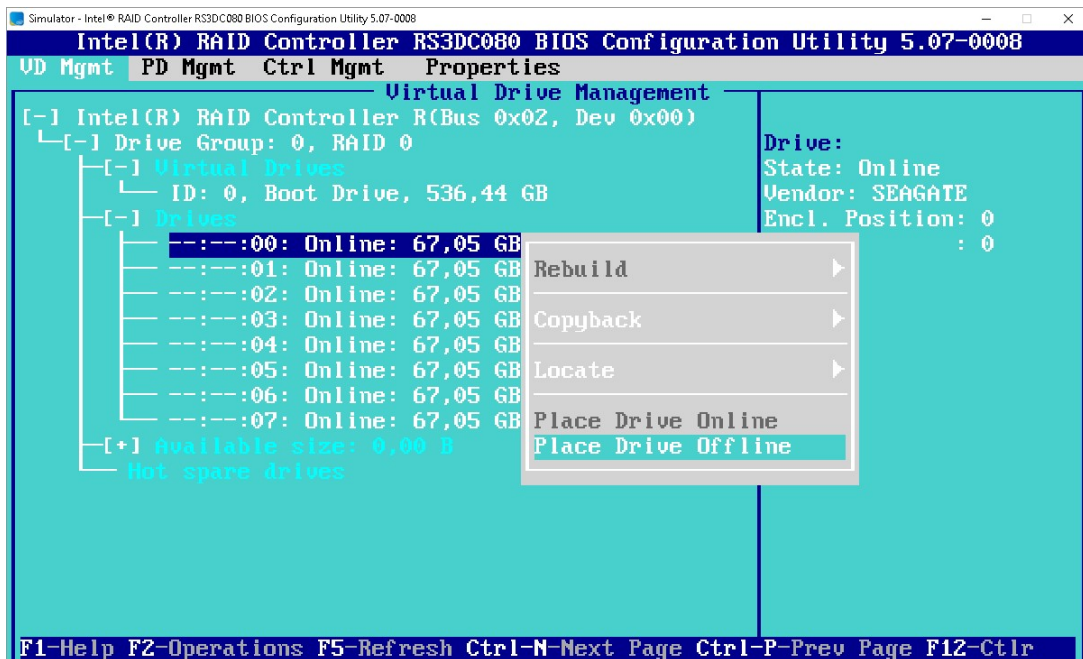 Simulator - Intel® RAID Controller RS3DC080 BIOS Configuration Utility 5.07-0008
Intel(R) RAID Controller RS3DC080 BIOS Configuration Utility 5.07-0008
VD Mgmt PD Mgmt Ctrl Mgmt Properties
Virtual Drive Management
[-] Intel(R) RAID Controller R(Bus 0x02, Dev 0x00)
[-] Drive Group: 0, RAID 0
[-] Virtual Drives
ID: 0, Boot Drive, 536,44 GB
[-] Drives
--:--:00: Online: 67,05 GB
--:--:01: Online: 67,05 GB
--:--:02: Online: 67,05 GB
--:--:03: Online: 67,05 GB
--:--:04: Online: 67,05 GB
--:--:05: Online: 67,05 GB
--:--:06: Online: 67,05 GB
--:--:07: Online: 67,05 GB
[+] Available size: 0,00 B
Hot spare drives
Rebuild
Copyback
Locate
Place Drive Online
Place Drive Offline
Drive:
State: Online
Vendor: SEAGATE
Encl. Position: 0
: 0
F1-Help F2-Operations F5-Refresh Ctrl-N-Next Page Ctrl-P-Prev Page F12-Ctlr